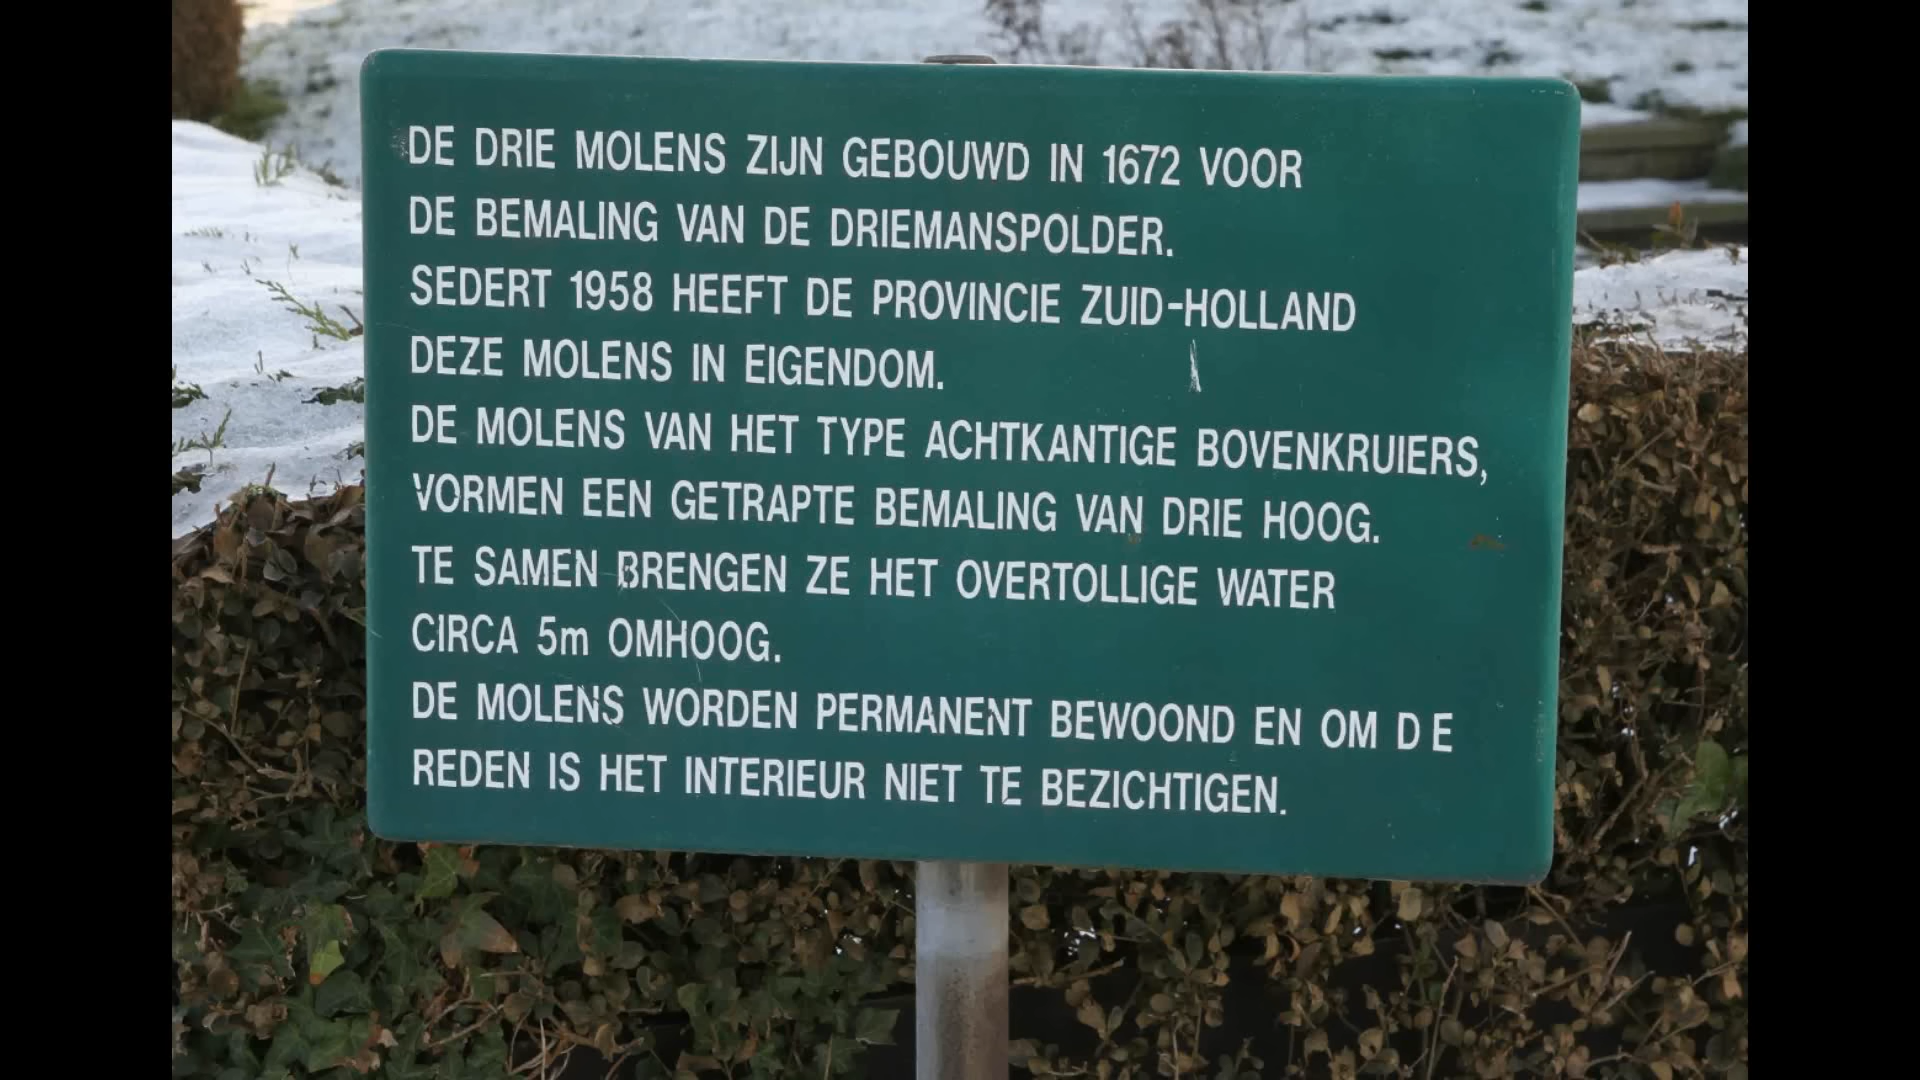 DE DRIE MOLENS ZIJN GEBOUWD IN 1672 VOOR
DE BEMALING VAN DE DRIEMANSPOLDER.
SEDERT 1958 HEEFT DE PROVINCIE ZUID-HOLLAND
DEZE MOLENS IN EIGENDOM.
DE MOLENS VAN HET TYPE ACHTKANTIGE BOVENKRUIERS,
VORMEN EEN GETRAPTE BEMALING VAN DRIE HOOG.
TE SAMEN BRENGEN ZE HET OVERTOLLIGE WATER
CIRCA 5m OMHOOG.
DE MOLENS WORDEN PERMANENT BEWOOND EN OM DE
REDEN IS HET INTERIEUR NIET TE BEZICHTIGEN.